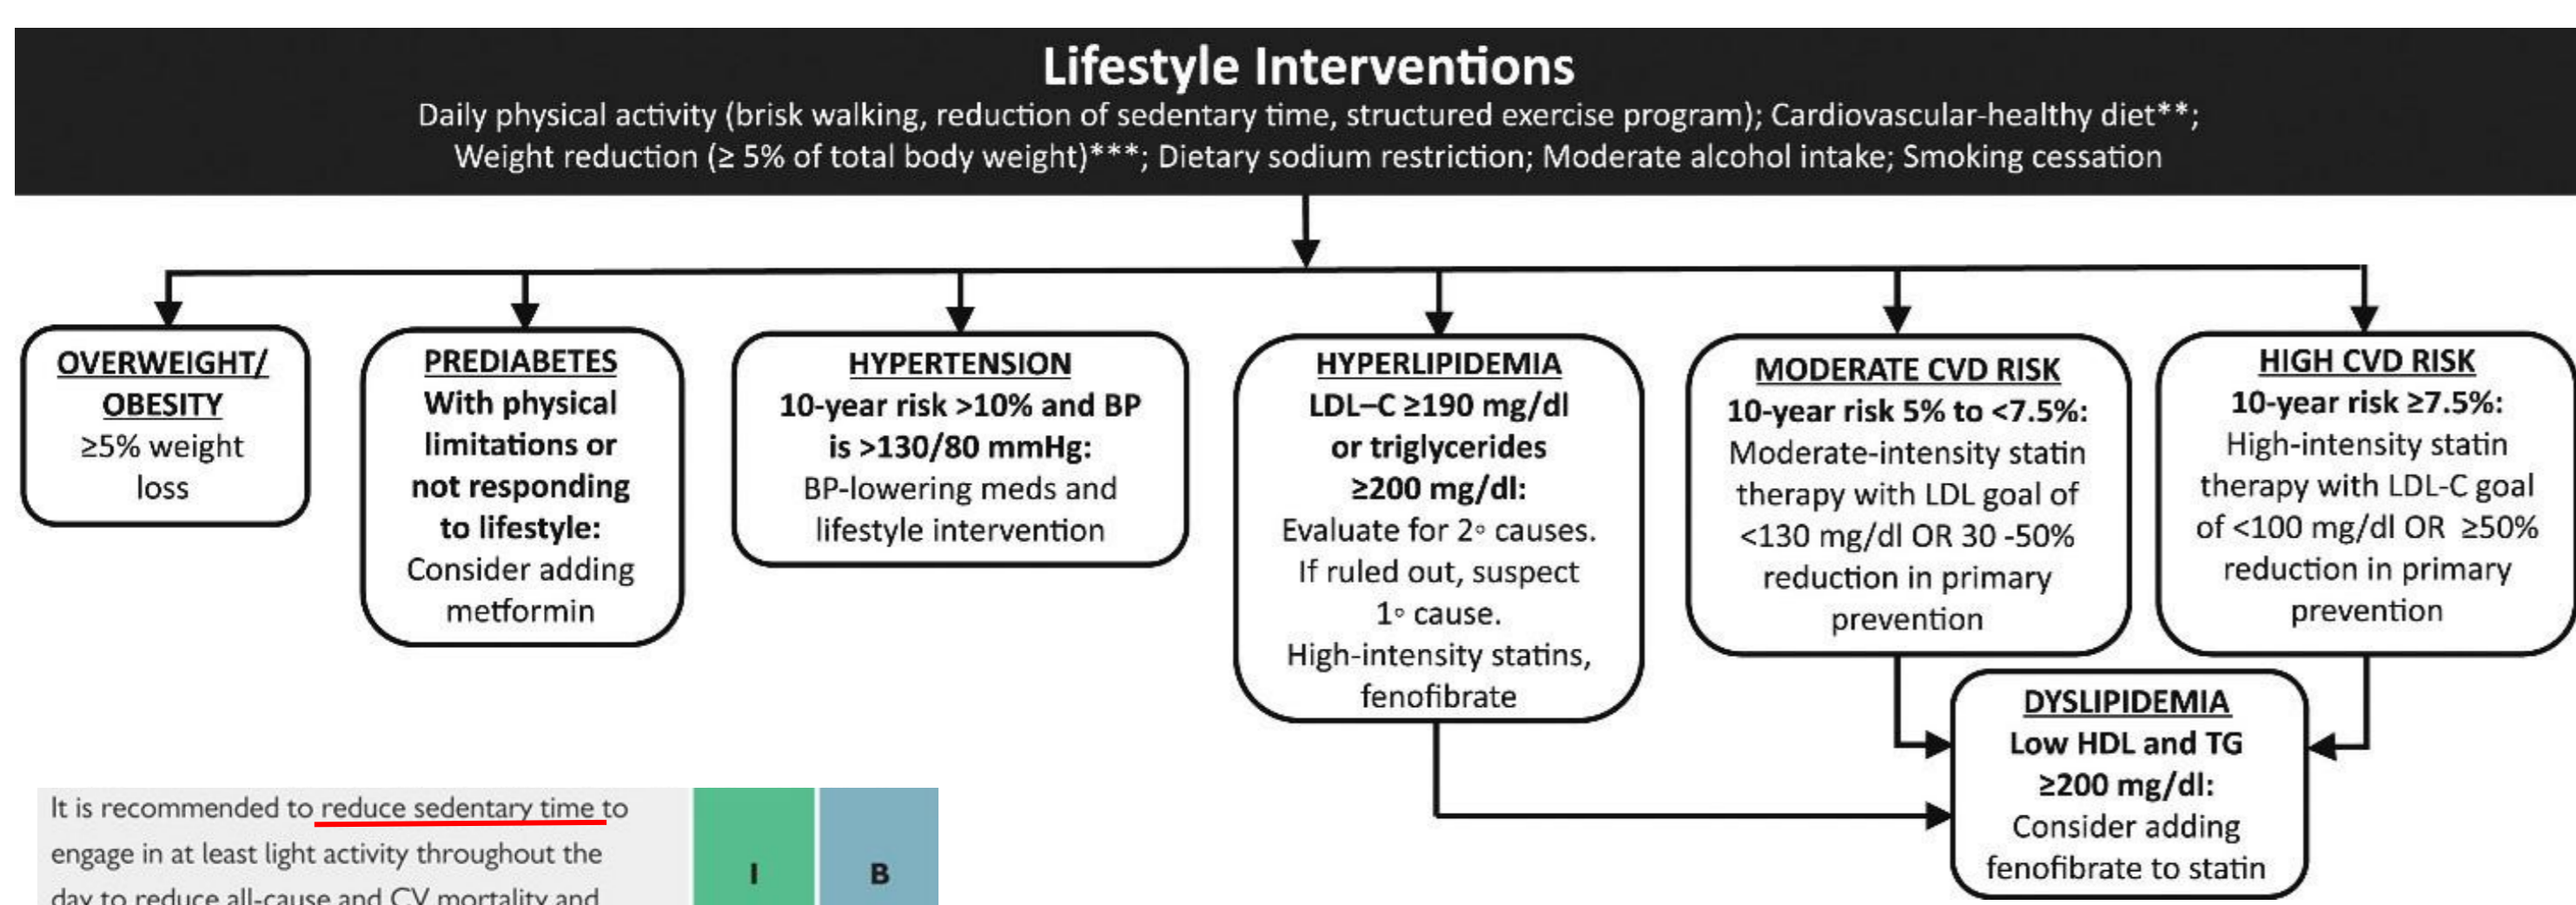 Lifestyle Interventions
Daily physical activity (brisk walking, reduction of sedentary time, structured exercise program); Cardiovascular-healthy diet**;
Weight reduction (≥ 5% of total body weight)***; Dietary sodium restriction; Moderate alcohol intake; Smoking cessation
OVERWEIGHT/
OBESITY
≥5% weight
loss
PREDIABETES
With physical
limitations or
not responding
to lifestyle:
Consider adding
metformin
HYPERTENSION
10-year risk >10% and BP
is >130/80 mmHg:
BP-lowering meds and
lifestyle intervention
HYPERLIPIDEMIA
LDL–C ≥190 mg/dl
or triglycerides
≥200 mg/dl:
Evaluate for 2◦ causes.
If ruled out, suspect
1◦ cause.
High-intensity statins,
fenofibrate
MODERATE CVD RISK
10-year risk 5% to <7.5%:
Moderate-intensity statin
therapy with LDL goal of
<130 mg/dl OR 30 -50%
reduction in primary
prevention
HIGH CVD RISK
10-year risk ≥7.5%:
High-intensity statin
therapy with LDL-C goal
of <100 mg/dl OR ≥50%
reduction in primary
prevention
DYSLIPIDEMIA
Low HDL and TG
≥200 mg/dl:
Consider adding
fenofibrate to statin
It is recommended to reduce sedentary time to
engage in at least light activity throughout the
day to reduce all-cause and CV mortality and
I
B